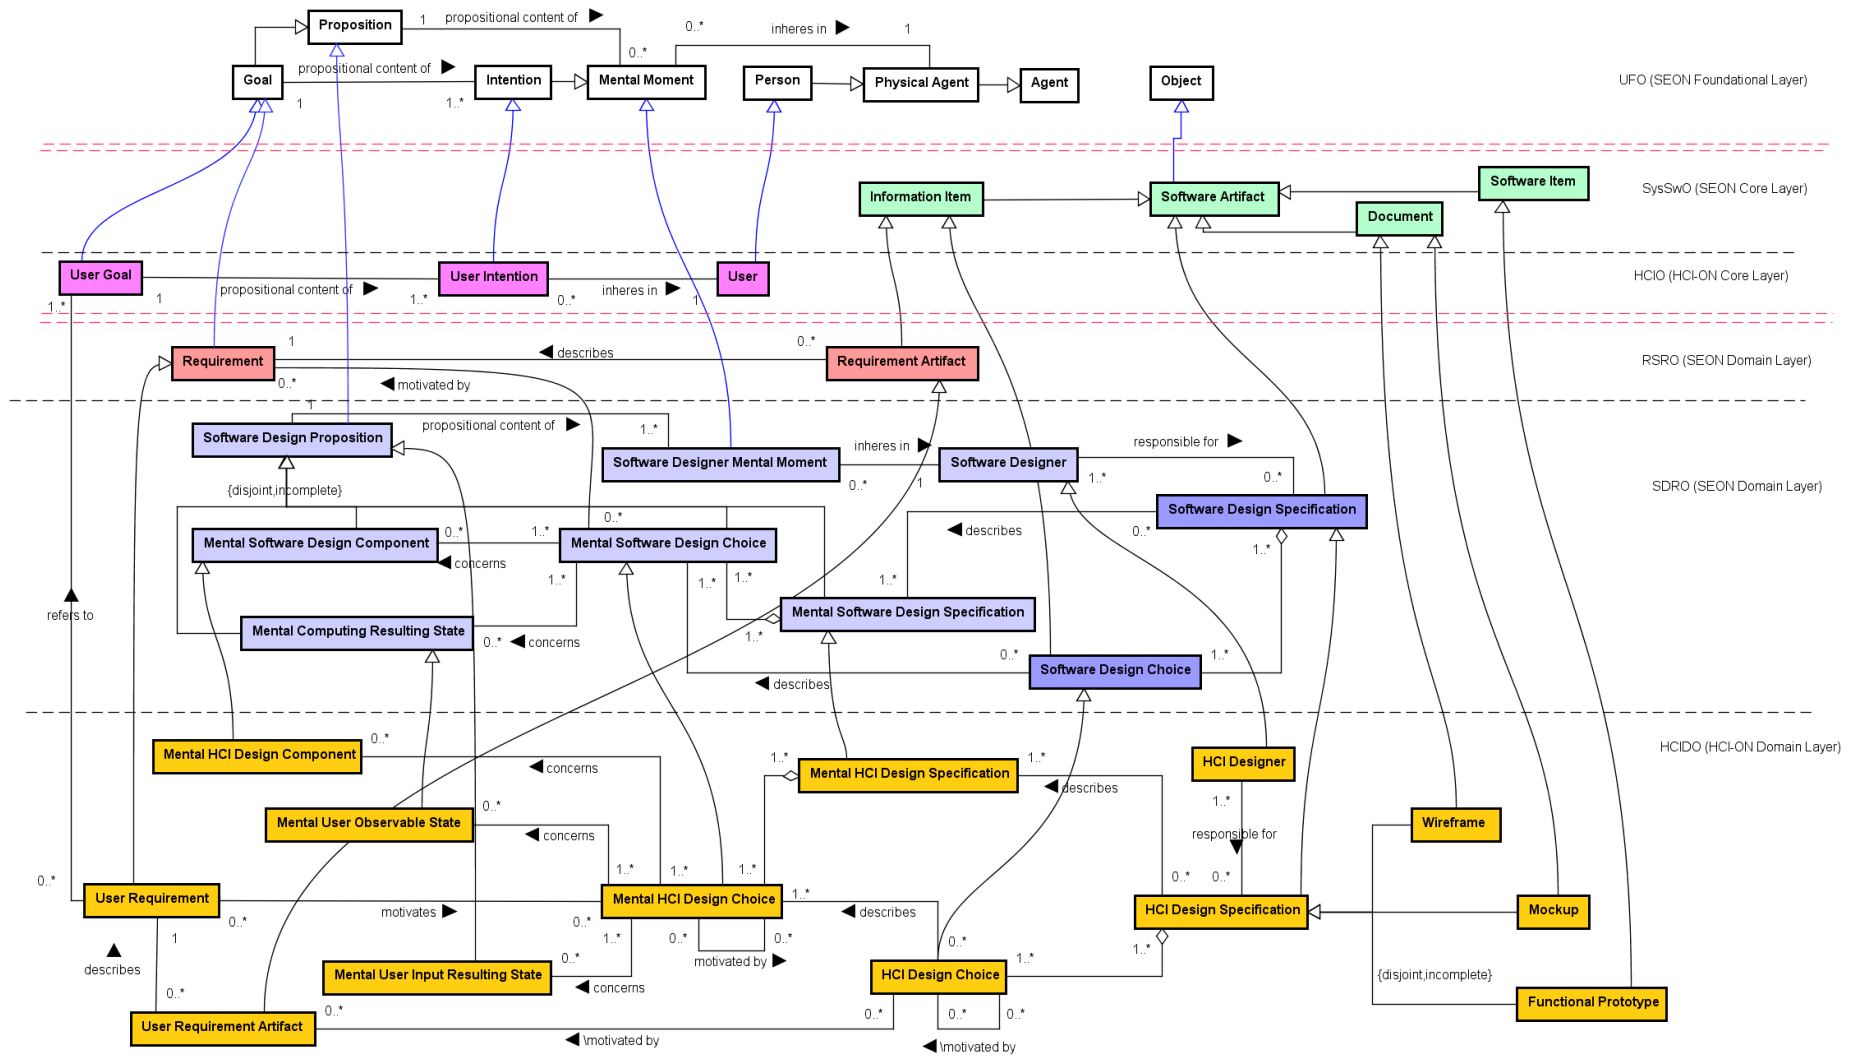 Proposition
1
propositional content of
0..*
inheres in
1
0..*
Goal
propositional content of
1
1..*
Intention
Mental Moment
Person
Physical Agent
Agent
Object
UFO (SEON Foundational Layer)
Information Item
Software Artifact
Software Item
Document
SysSwO (SEON Core Layer)
User Goal
1..*
1
propositional content of
1..*
User Intention
0..*
inheres in
1
User
HCIO (HCI-ON Core Layer)
Requirement
1
describes
0..*
Requirement Artifact
0..*
motivated by
RSRO (SEON Domain Layer)
1
Software Design Proposition
propositional content of
1..*
Software Designer Mental Moment
inheres in
0..*
1
Software Designer
responsible for
1..*
0..*
{disjoint,incomplete}
SDRO (SEON Domain Layer)
Software Design Specification
0..*
describes
0..*
1..*
Mental Software Design Component
0..*
1..*
concerns
Mental Software Design Choice
1..*
1..*
1..*
1..*
Mental Software Design Specification
1..*
refers to
Mental Computing Resulting State
0..*
concerns
0..*
1..*
Software Design Choice
describes
HCIDO (HCI-ON Domain Layer)
Mental HCI Design Component
0..*
concerns
1..*
Mental HCI Design Specification
1..*
describes
HCI Designer
1..*
responsible for
0..*
0..*
Mental User Observable State
0..*
concerns
1..*
1..*
1..*
Wireframe
0..*
User Requirement
0..*
motivates
0..*
Mental HCI Design Choice
1..*
describes
HCI Design Specification
Mockup
1
1..*
0..*
0..*
motivated by
0..*
1..*
1..*
describes
Mental User Input Resulting State
0..*
concerns
HCI Design Choice
{disjoint,incomplete}
0..*
Functional Prototype
User Requirement Artifact
0..*
\motivated by
0..*
0..*
0..*
\motivated by